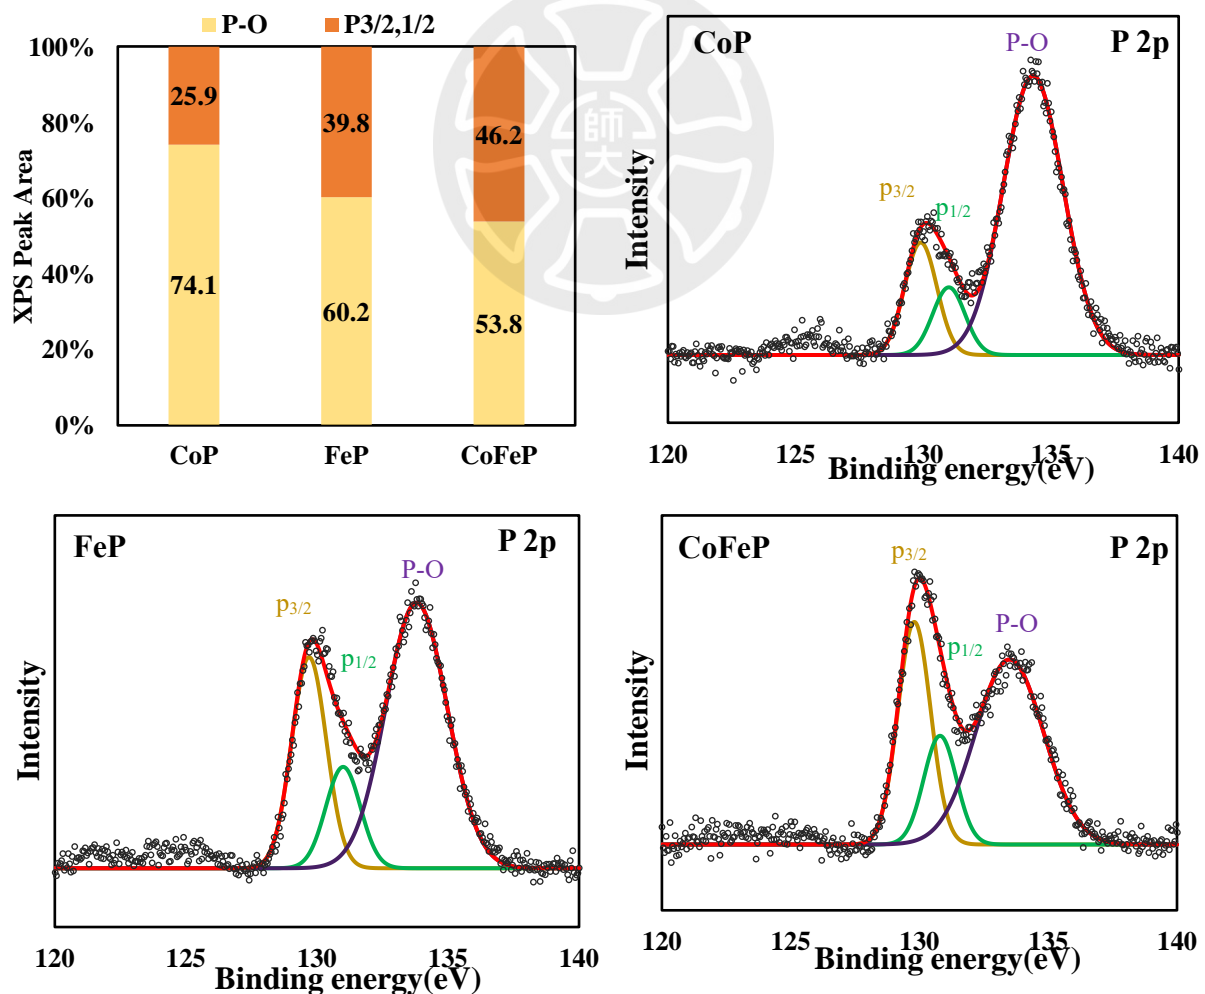 P-O P3/2,1/2
100%
80%
60%
40%
20%
0%
XPS Peak Area
25.9
74.1
39.8
60.2
46.2
53.8
CoP FeP CoFeP
師大
CoP
P 2p
P-O
p3/2
p1/2
Intensity
120 125 130 135 140
Binding energy(eV)
FeP
P 2p
P-O
p3/2
p1/2
Intensity
120 125 130 135 140
Binding energy(eV)
CoFeP
P 2p
p3/2
P-O
p1/2
Intensity
120 125 130 135 140
Binding energy(eV)